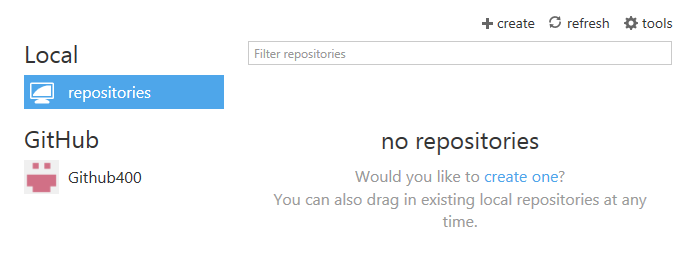 create refresh tools
Local
Filter repositories
repositories
GitHub
no repositories
Github400
Would you like to create one?
You can also drag in existing local repositories at any
time.